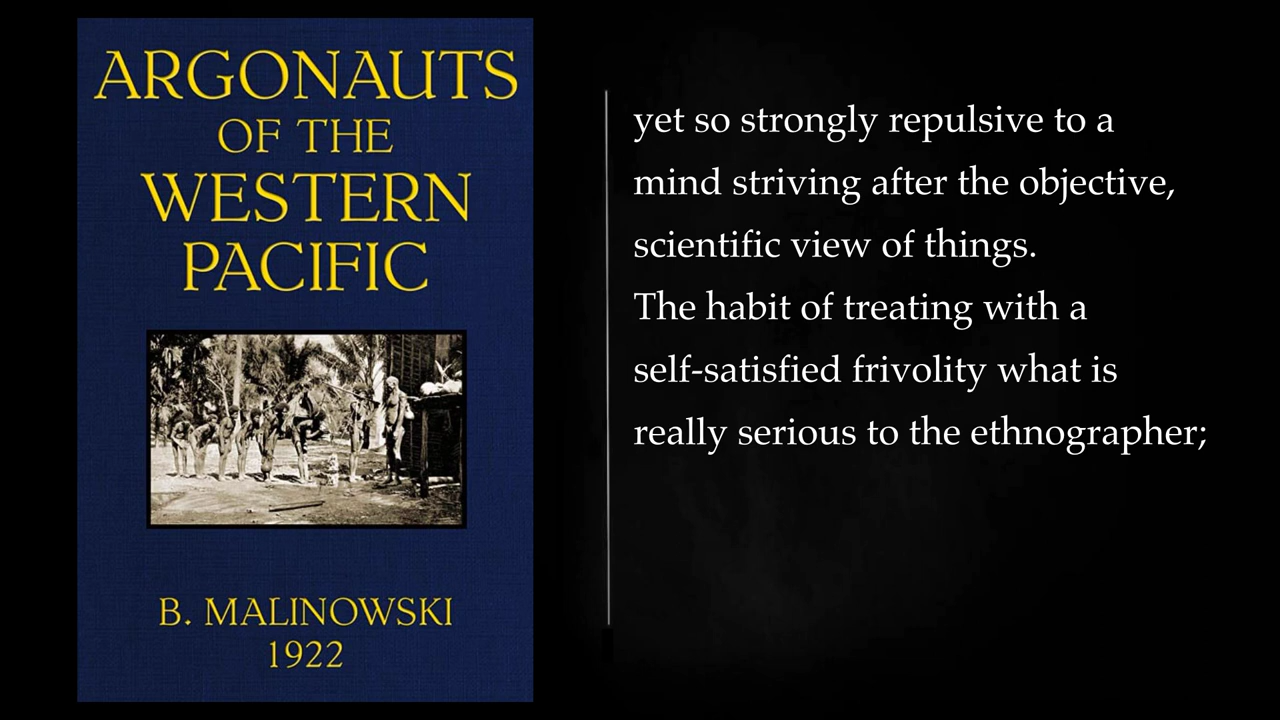 ARGONAUTS
OF THE
WESTERN
PACIFIC
B. MALINOWSKI
1922
yet so strongly repulsive to a
mind striving after the objective,
scientific view of things.
The habit of treating with a
self-satisfied frivolity what is
really serious to the ethnographer;